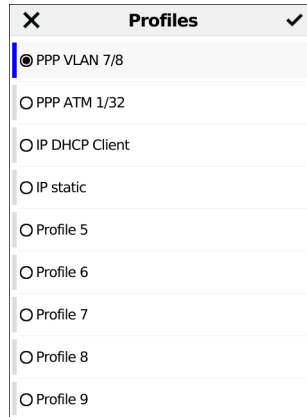 Profiles
PPP VLAN 7/8
PPP ATM 1/32
IP DHCP Client
IP static
Profile 5
Profile 6
Profile 7
Profile 8
Profile 9